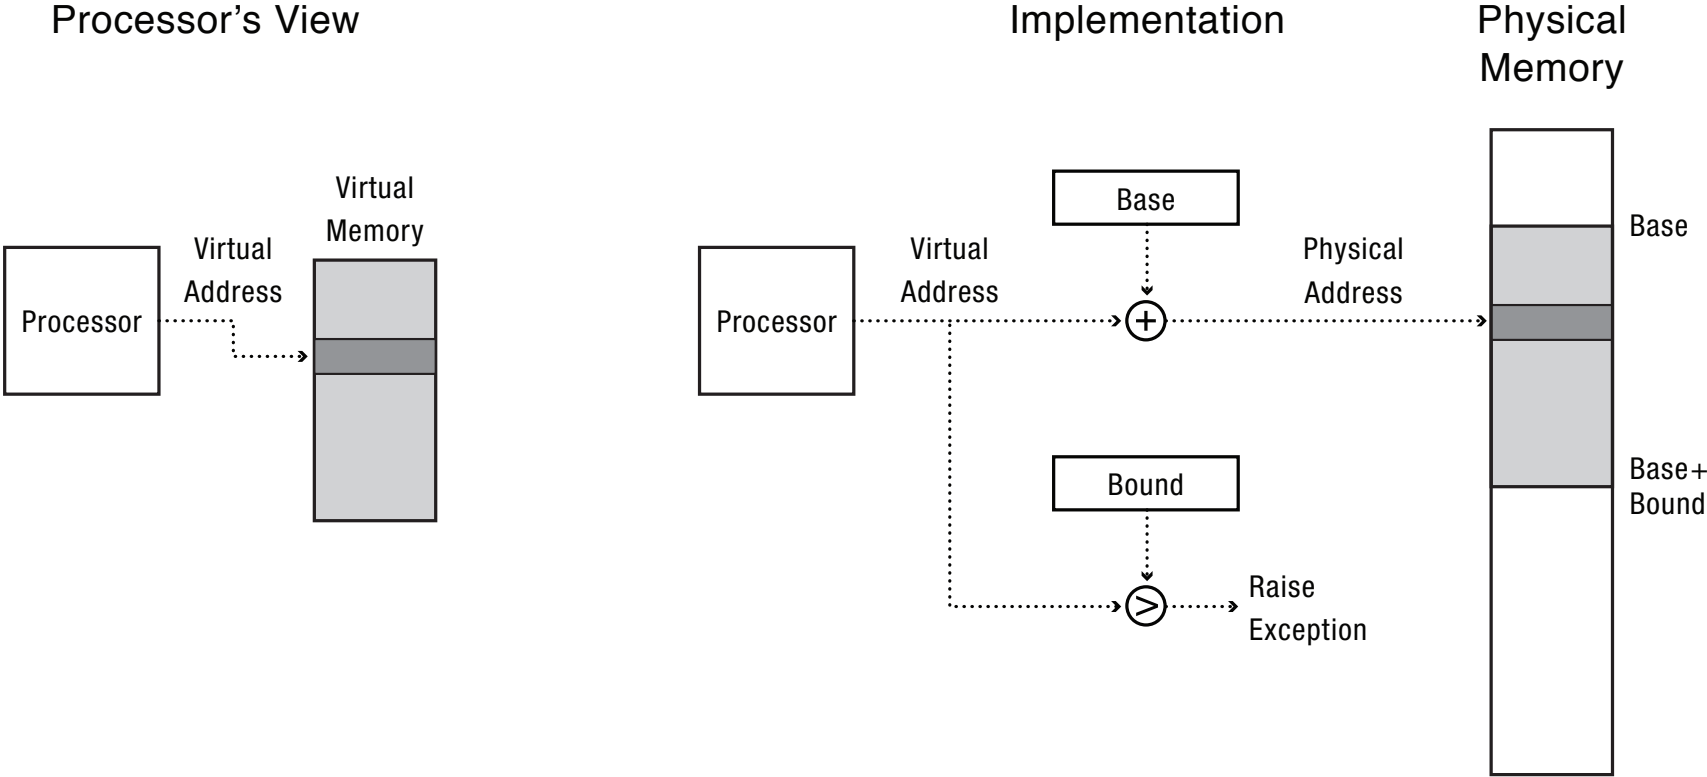 Processor's View
Implementation
Physical
Memory
Virtual
Memory
Virtual
Address
Processor
Base
Virtual
Address
Physical
Address
Processor
+
Base
Bound
Base+
Bound
>
Raise
Exception